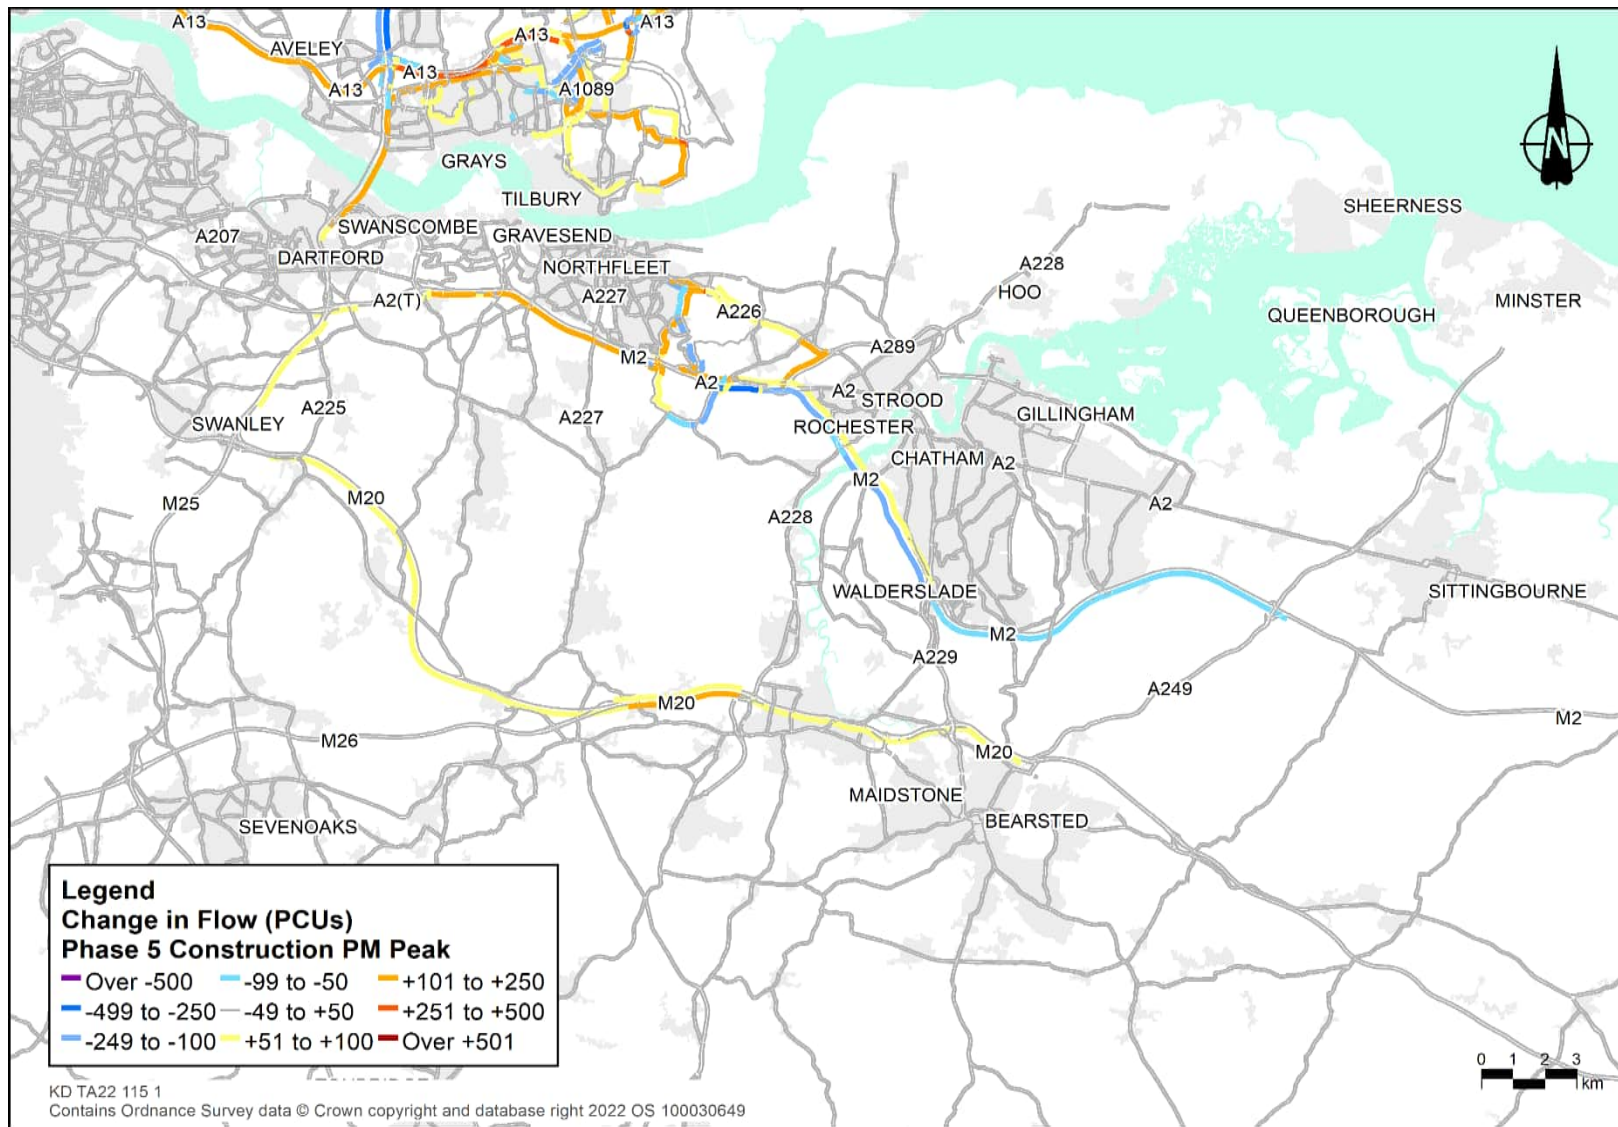 A13
A13
A13
AVELEY
A13
A13
A1089
GRAYS
TILBURY
SHEERNESS
SWANSCOMBE
A207
GRAVESEND
DARTFORD
NORTHFLEET
A228
HOO
A2(T)
A227
A226
QUEENBOROUGH
MINSTER
M2
A289
A2
A2
STROOD
A225
A227
SWANLEY
ROCHESTER
GILLINGHAM
CHATHAM
A2
M2
M25
M20
A228
A2
WALDERSLADE
SITTINGBOURNE
M2
A229
A249
M20
M2
M26
M20
MAIDSTONE
BEARSTED
SEVENOAKS
N
Legend
Change in Flow (PCUs)
Phase 5 Construction PM Peak
Over -500 -99 to -50 +101 to +250
-499 to -250 -49 to +50 +251 to +500
-249 to -100 +51 to +100 Over +501
0 1 2 3
km
KD TA22 115 1
Contains Ordnance Survey data © Crown copyright and database right 2022 OS 100030649